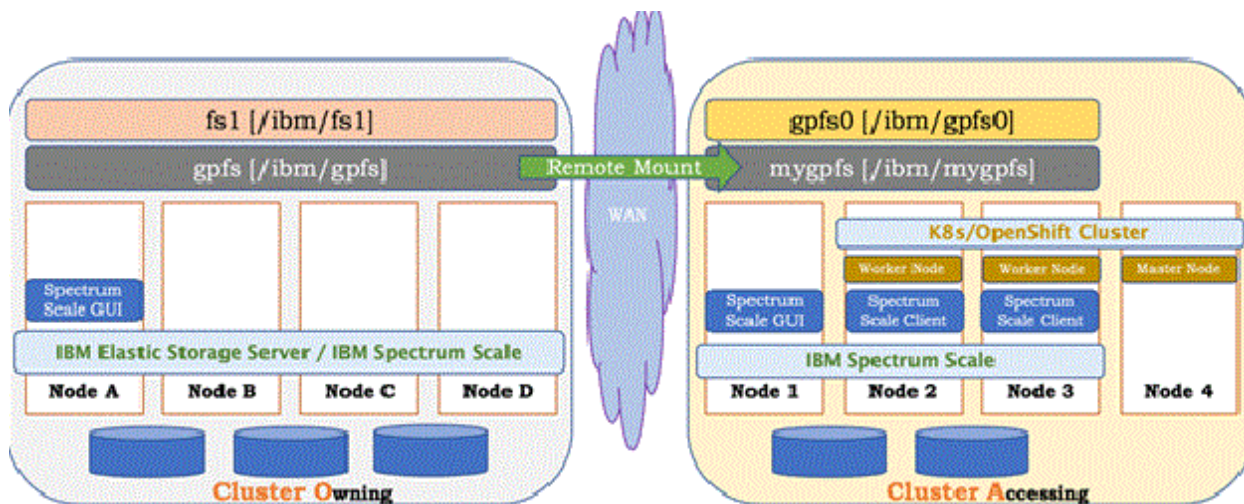 fs1 [/ibm/fs1]
gpfs [/ibm/gpfs]
Spectrum
Scale GUI
IBM Elastic Storage Server / IBM Spectrum Scale
Node A
Node B
Node C
Node D
Cluster Owning
Remote Mount
WAN
gpfs0 [/ibm/gpfs0]
mygpfs [/ibm/mygpfs]
K8s/OpenShift Cluster
Worker Node
Worker Node
Master Node
Spectrum
Scale GUI
Spectrum
Scale Client
Spectrum
Scale Client
IBM Spectrum Scale
Node 1
Node 2
Node 3
Node 4
Cluster Accessing